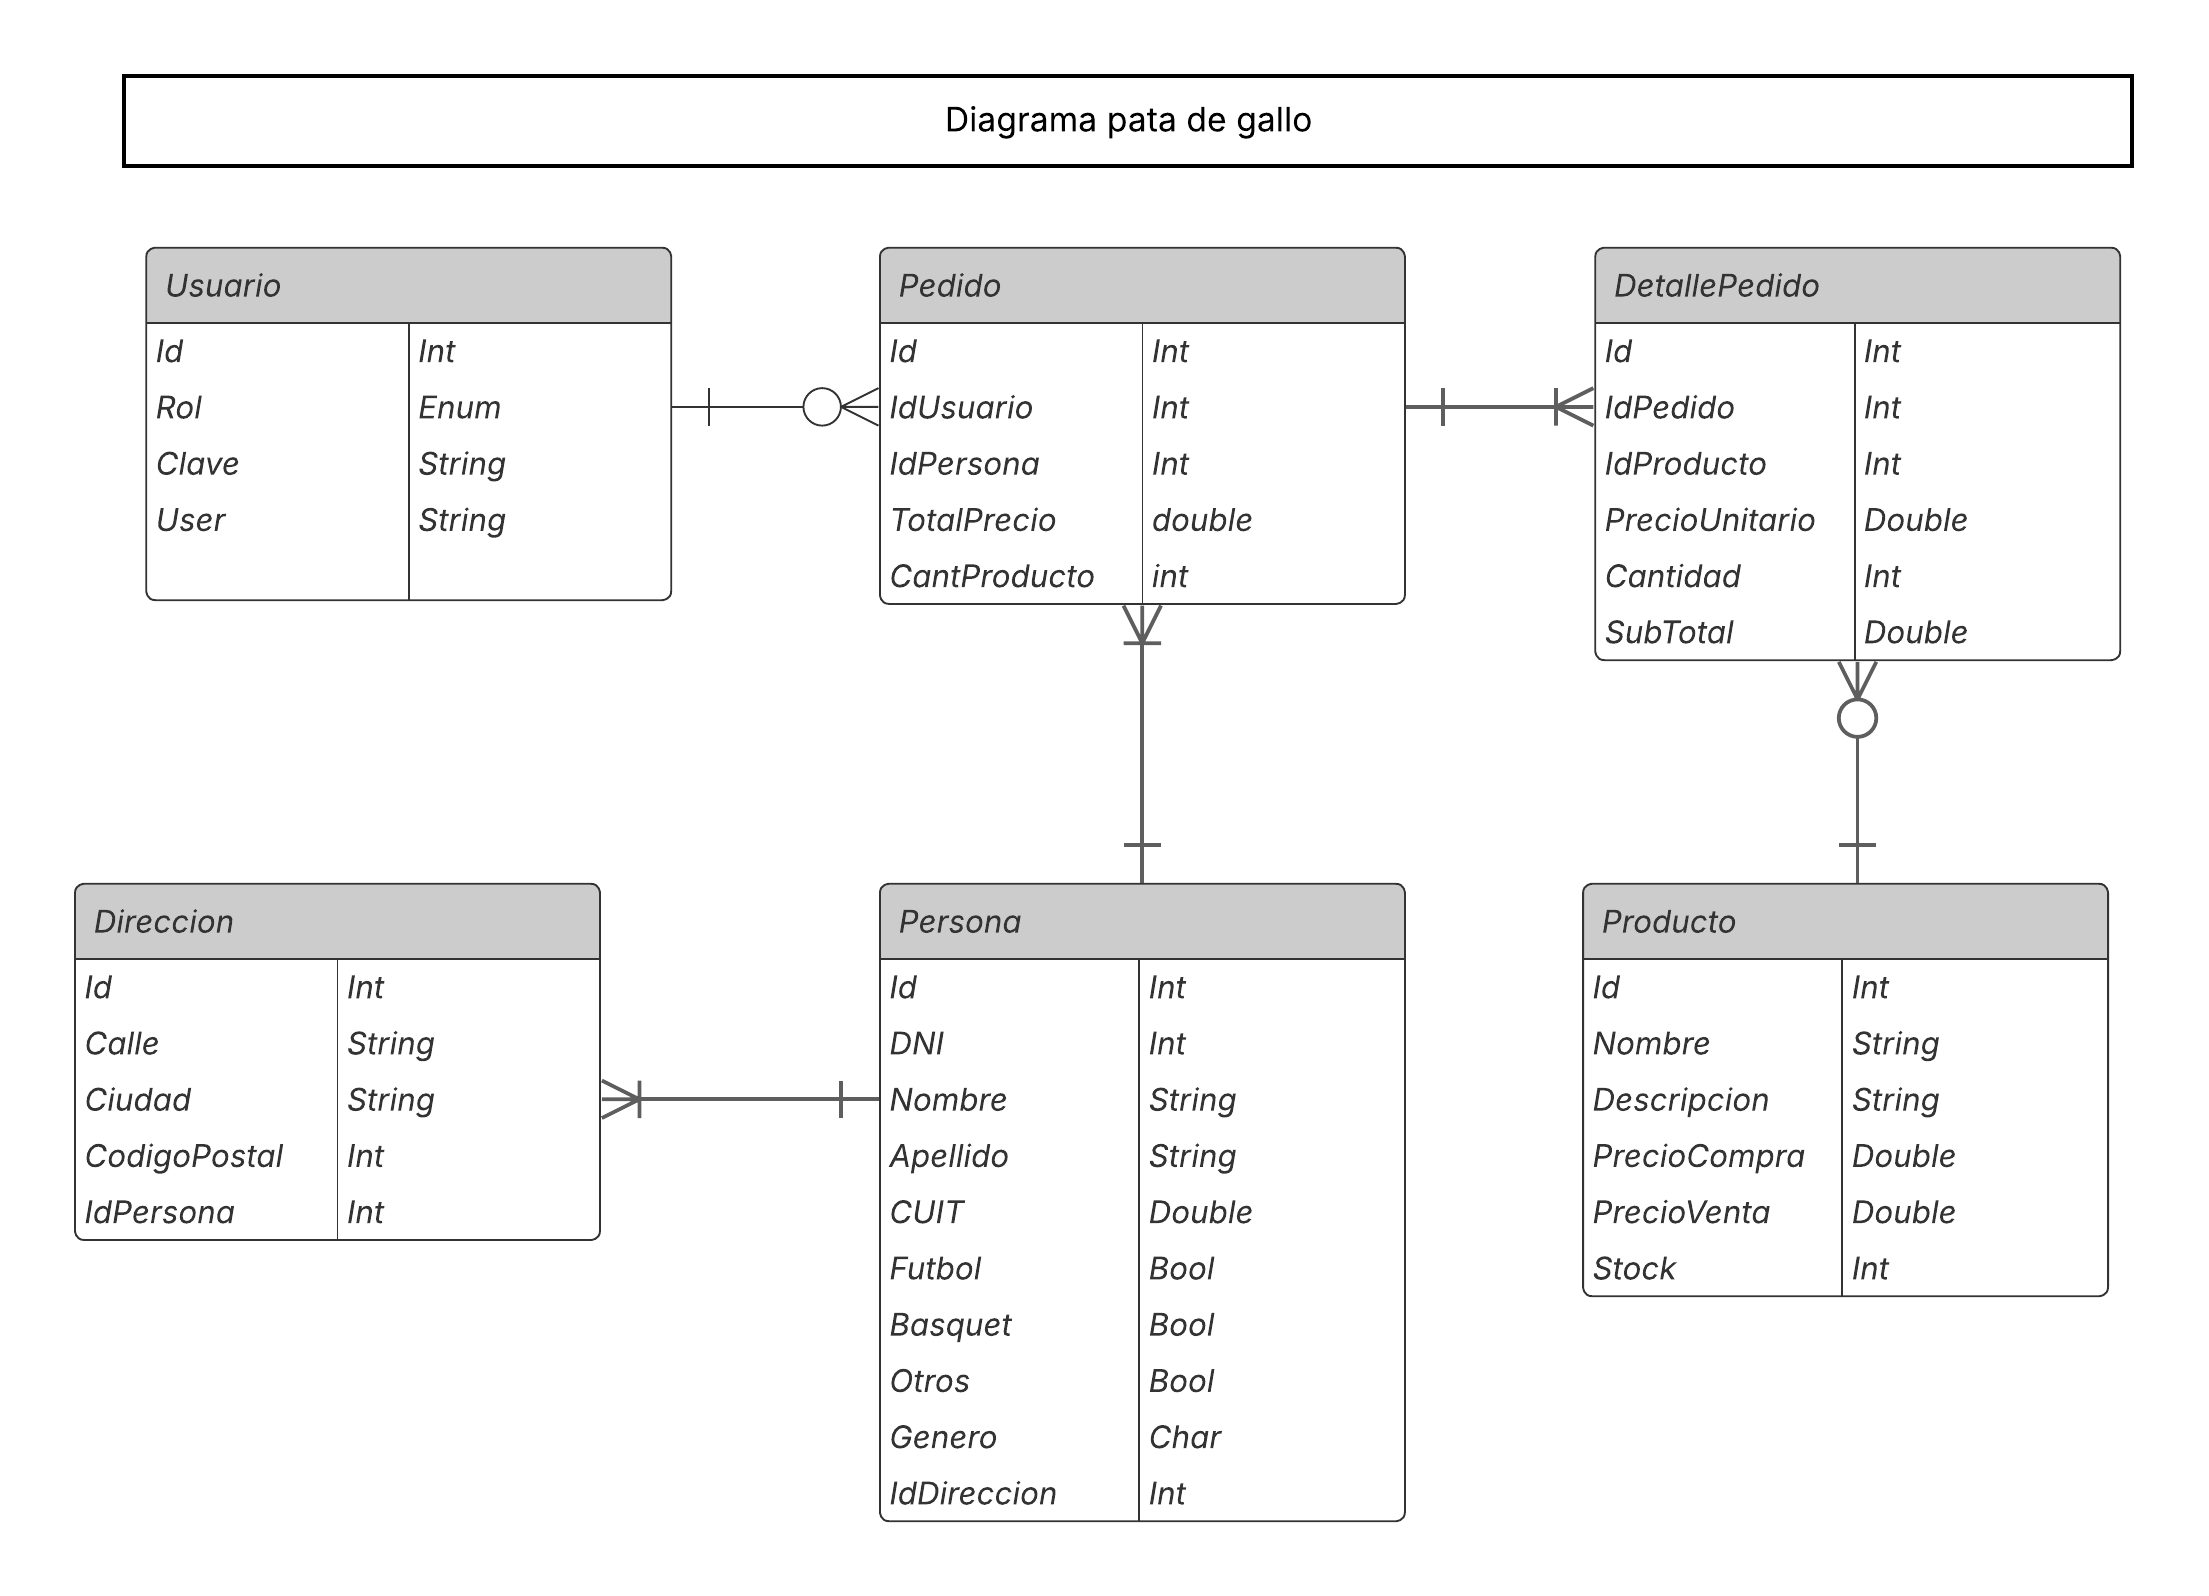 Diagrama pata de gallo
Usuario
Id Int
Rol Enum
Clave String
User String
Pedido
Id Int
IdUsuario Int
IdPersona Int
TotalPrecio double
CantProducto int
DetallePedido
Id Int
IdPedido Int
IdProducto Int
PrecioUnitario Double
Cantidad Int
SubTotal Double
Direccion
Id Int
Calle String
Ciudad String
CodigoPostal Int
IdPersona Int
Persona
Id Int
DNI Int
Nombre String
Apellido String
CUIT Double
Futbol Bool
Basquet Bool
Otros Bool
Genero Char
IdDireccion Int
Producto
Id Int
Nombre String
Descripcion String
PrecioCompra Double
PrecioVenta Double
Stock Int